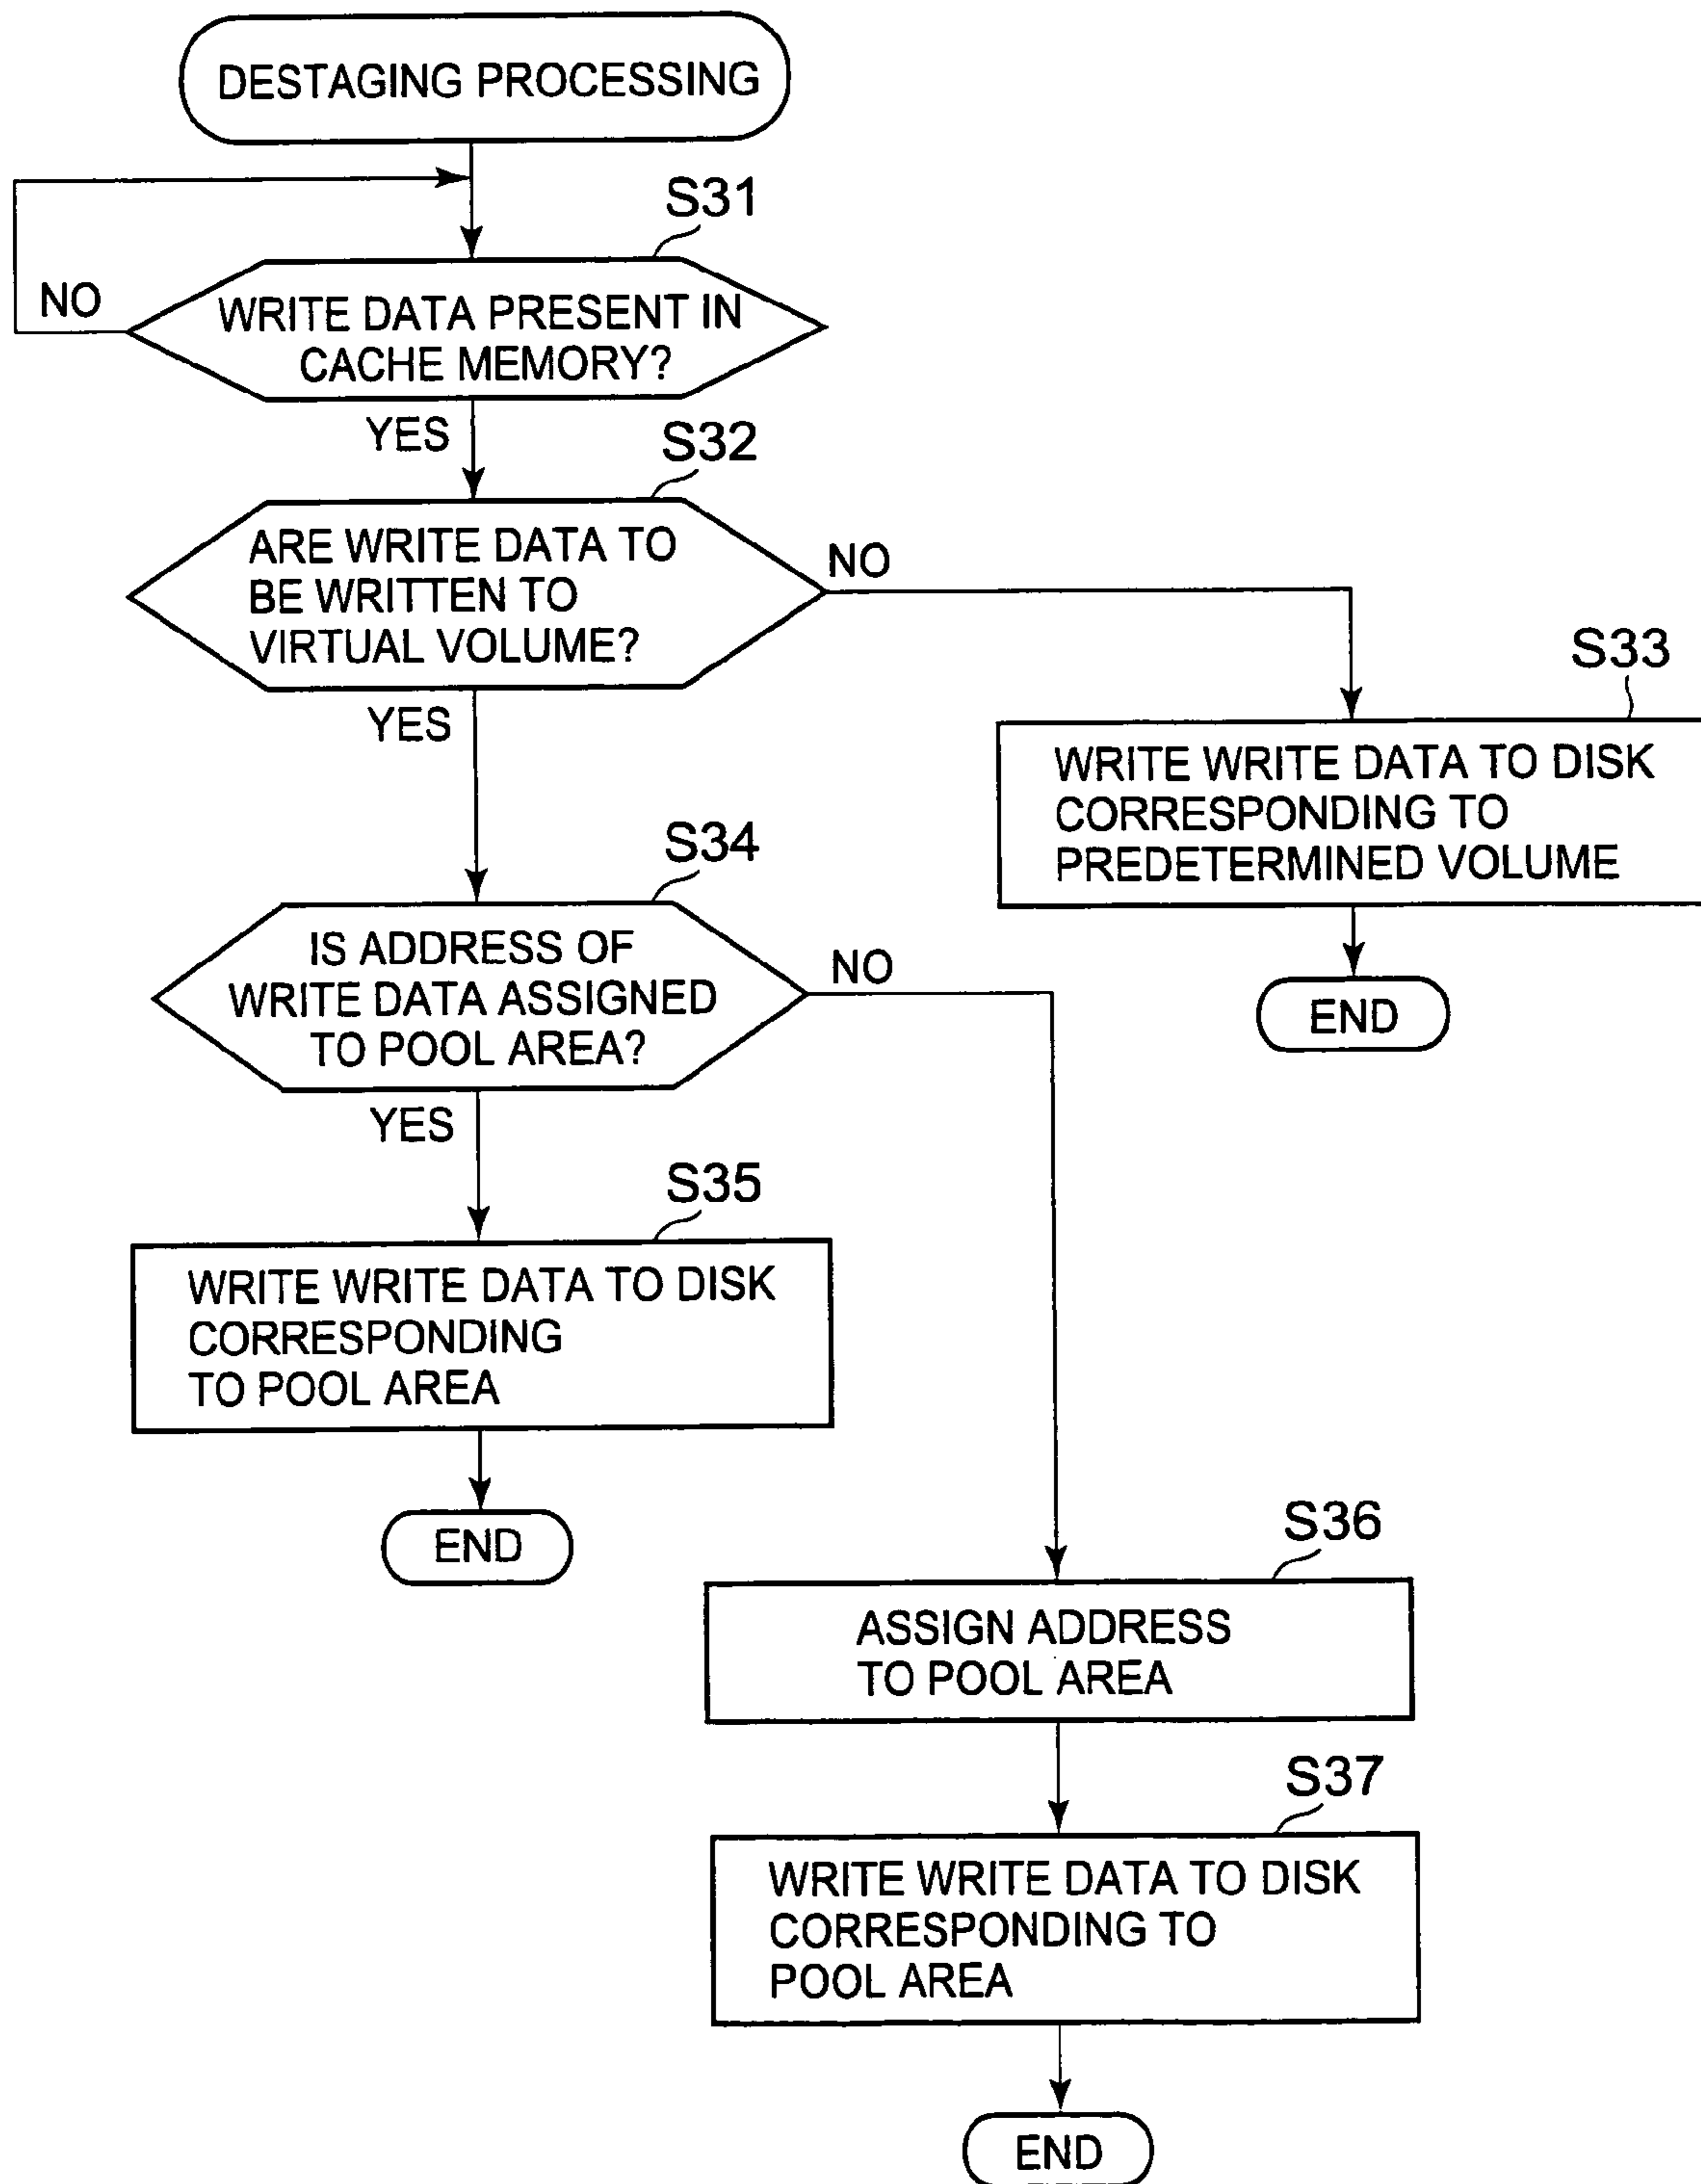 DESTAGING PROCESSING
S31
NO
WRITE DATA PRESENT IN
CACHE MEMORY?
YES
S32
ARE WRITE DATA TO
BE WRITTEN TO
VIRTUAL VOLUME?
NO
YES
S33
WRITE WRITE DATA TO DISK
CORRESPONDING TO
PREDETERMINED VOLUME
END
S34
IS ADDRESS OF
WRITE DATA ASSIGNED
TO POOL AREA?
NO
YES
S35
WRITE WRITE DATA TO DISK
CORRESPONDING
TO POOL AREA
END
S36
ASSIGN ADDRESS
TO POOL AREA
S37
WRITE WRITE DATA TO DISK
CORRESPONDING TO
POOL AREA
END